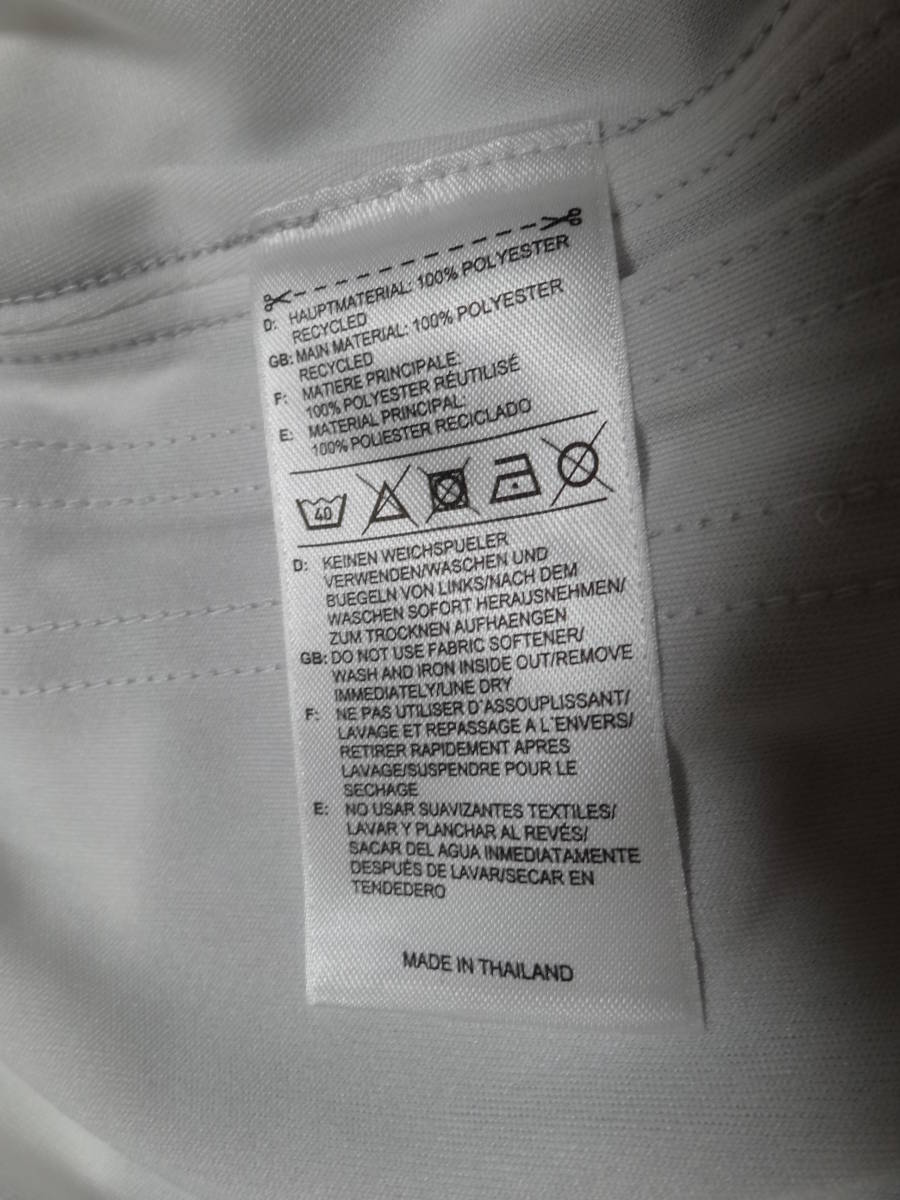 D: HAUPTMATERIAL: 100% POLYESTER
RECYCLED
GB: MAIN MATERIAL: 100% POLYESTER
RECYCLED
F: MATIERE PRINCIPALE:
100% POLYESTER RÉUTILISÉ
E: MATERIAL PRINCIPAL:
100% POLIESTER RECICLADO
40
D: KEINEN WEICHSPUELER
VERWENDEN/WASCHEN UND
BUEGELN VON LINKS/NACH DEM
WASCHEN SOFORT HERAUSNEHMEN/
ZUM TROCKNEN AUFHAENGEN
GB: DO NOT USE FABRIC SOFTENER/
WASH AND IRON INSIDE OUT/REMOVE
IMMEDIATELY/LINE DRY
F: NE PAS UTILISER D'ASSOUPLISSANT/
LAVAGE ET REPASSAGE A L'ENVERS/
RETIRER RAPIDEMENT APRES
LAVAGE/SUSPENDRE POUR LE
SECHAGE
E: NO USAR SUAVIZANTES TEXTILES/
LAVAR Y PLANCHAR AL REVÉS/
SACAR DEL AGUA INMEDIATAMENTE
DESPUÉS DE LAVAR/SECAR EN
TENDEDERO
MADE IN THAILAND